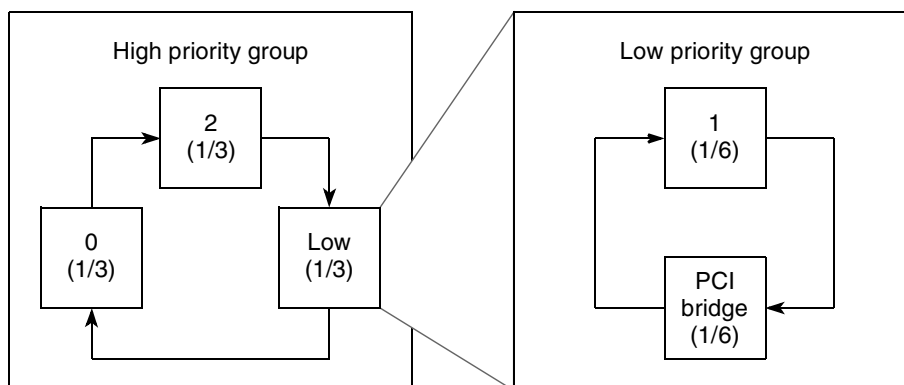 High priority group
2
(1/3)
0
(1/3)
Low
(1/3)
Low priority group
1
(1/6)
PCI
bridge
(1/6)